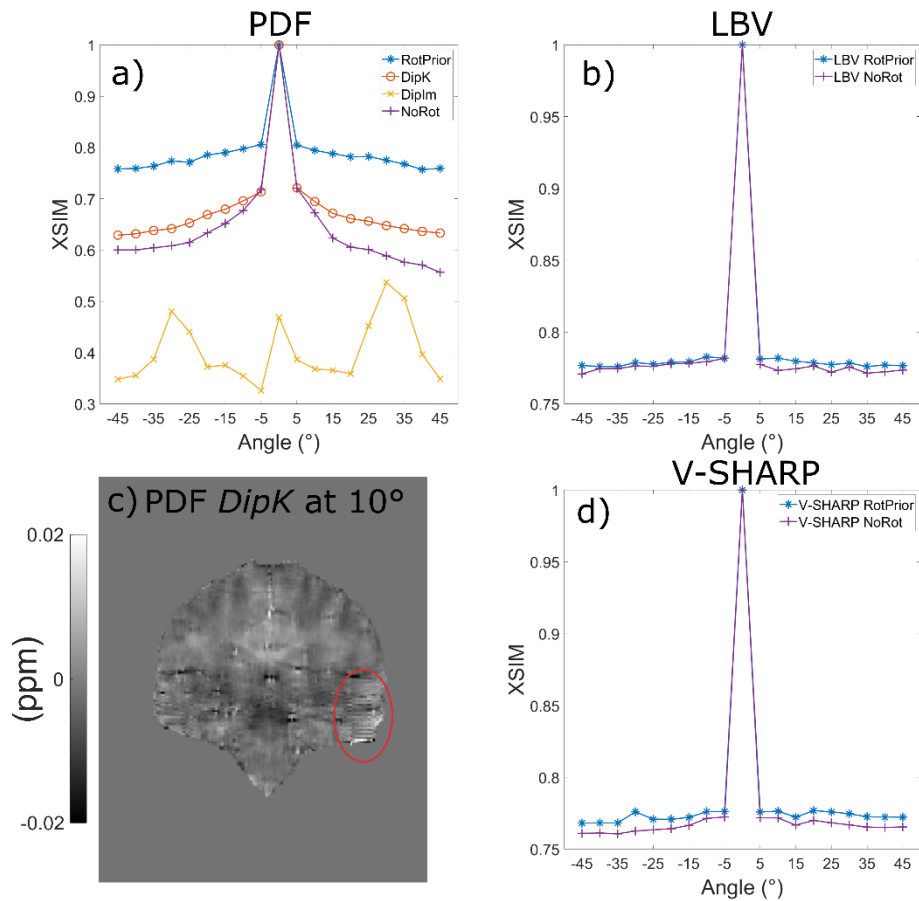 PDF
a)
RotPrior
DipK
DipIm
NoRot
1
0.9
0.8
0.7
0.6
0.5
0.4
0.3
XSIM
-45 -35 -25 -15 -5 5 15 25 35 45
Angle (°)
LBV
b)
LBV RotPrior
LBV NoRot
1
0.95
0.9
0.85
0.8
0.75
XSIM
-45 -35 -25 -15 -5 5 15 25 35 45
Angle (°)
c) PDF DipK at 10°
0.02
0
-0.02
(ppm)
V-SHARP
d)
V-SHARP RotPrior
V-SHARP NoRot
1
0.95
0.9
0.85
0.8
0.75
XSIM
-45 -35 -25 -15 -5 5 15 25 35 45
Angle (°)